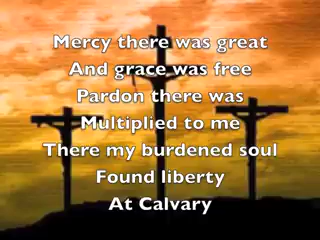 Mercy there was great
And grace was free
Pardon there was
Multiplied to me
There my burdened soul
Found liberty
At Calvary